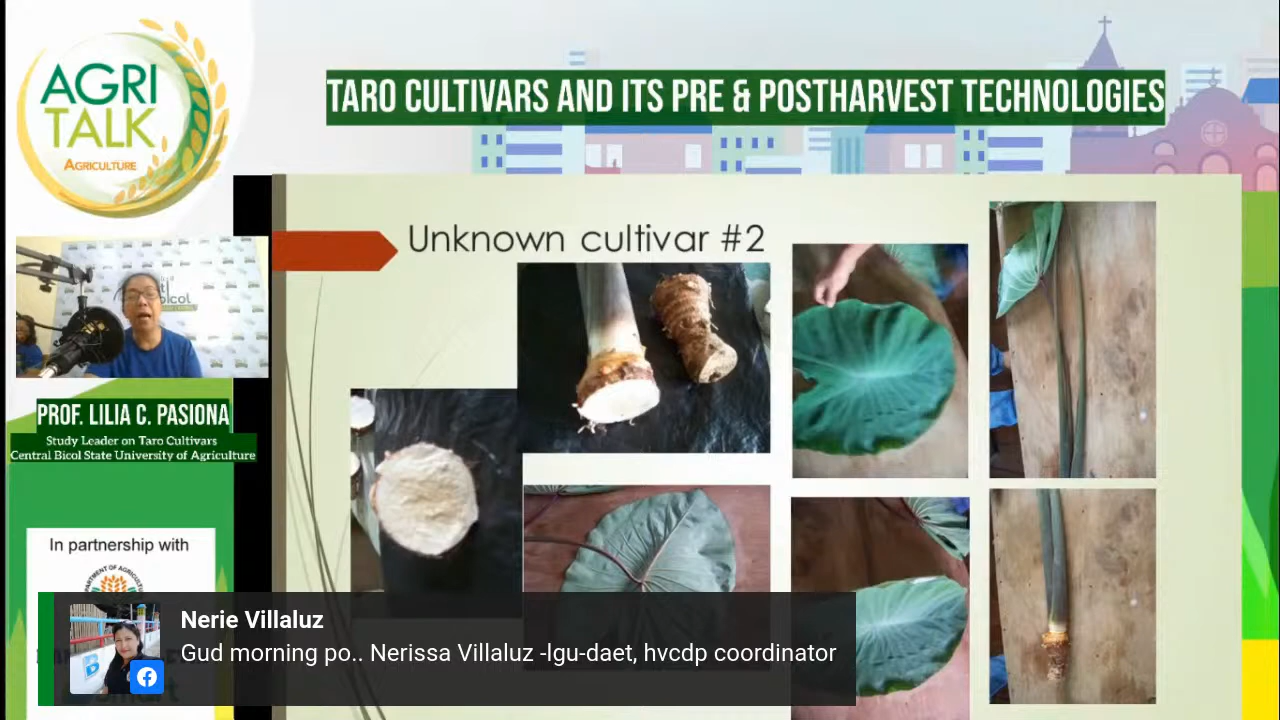 AGRI
TALK
AGRICULTURE
TARO CULTIVARS AND ITS PRE & POSTHARVEST TECHNOLOGIES
Unknown cultivar #2
PROF. LILIA C. PASIONA
Study Leader on Taro Cultivars
Central Bicol State University of Agriculture
In partnership with
Nerie Villaluz
Gud morning po.. Nerissa Villaluz -lgu-daet, hvcdp coordinator